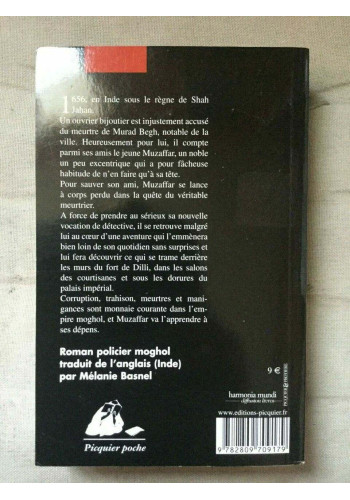 1656, en Inde sous le règne de Shah
Jahan.
Un ouvrier bijoutier est injustement accusé
du meurtre de Murad Begh, notable de la
ville. Heureusement pour lui, il compte
parmi ses amis le jeune Muzaffar, un noble
un peu excentrique qui a pour fâcheuse
habitude de n'en faire qu'à sa tête.
Pour sauver son ami, Muzaffar se lance
à corps perdu dans la quête du véritable
meurtrier.
A force de prendre au sérieux sa nouvelle
vocation de détective, il se retrouve malgré
lui au cœur d'une aventure qui l'emmènera
bien loin de son quotidien sans surprises et
lui fera découvrir ce qui se trame derrière
les murs du fort de Dilli, dans les salons
des courtisanes et sous les dorures du
palais impérial.
Corruption, trahison, meurtres et mani-
gances sont monnaie courante dans l'em-
pire moghol, et Muzaffar va l'apprendre à
ses dépens.
Roman policier moghol
traduit de l'anglais (Inde)
par Mélanie Basnel
Picquier poche
9 €
harmonia mundi
diffusion livres
www.editions-picquier.fr
9 782809 709179